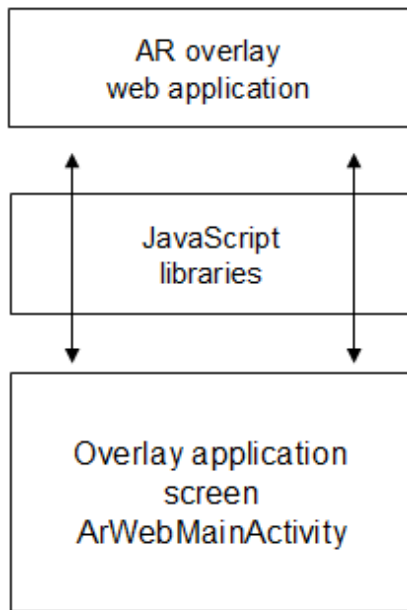 AR overlay
web application
JavaScript
libraries
Overlay application
screen
ArWebMainActivity